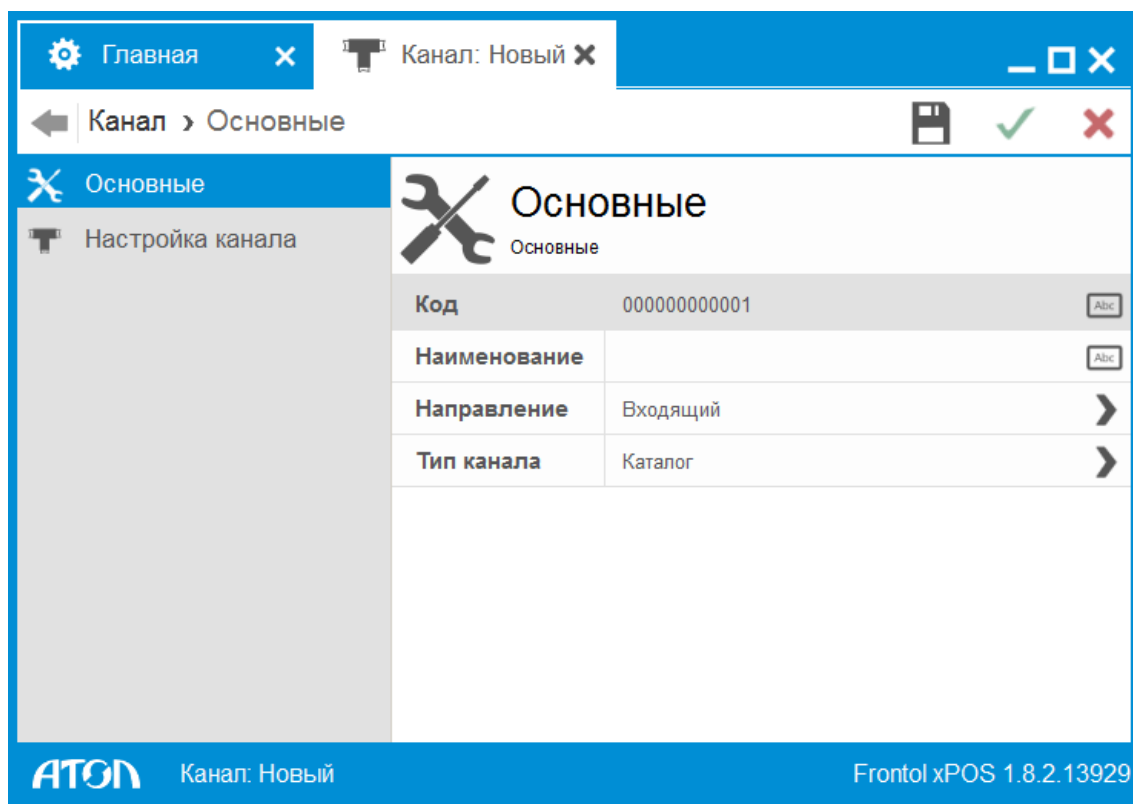 Главная
Канал: Новый
Канал › Основные
Основные
Настройка канала
Основные
Основные
Код 000000000001 Abc
Наименование Abc
Направление Входящий
Тип канала Каталог
АТОЛ Канал: Новый Frontol xPOS 1.8.2.13929